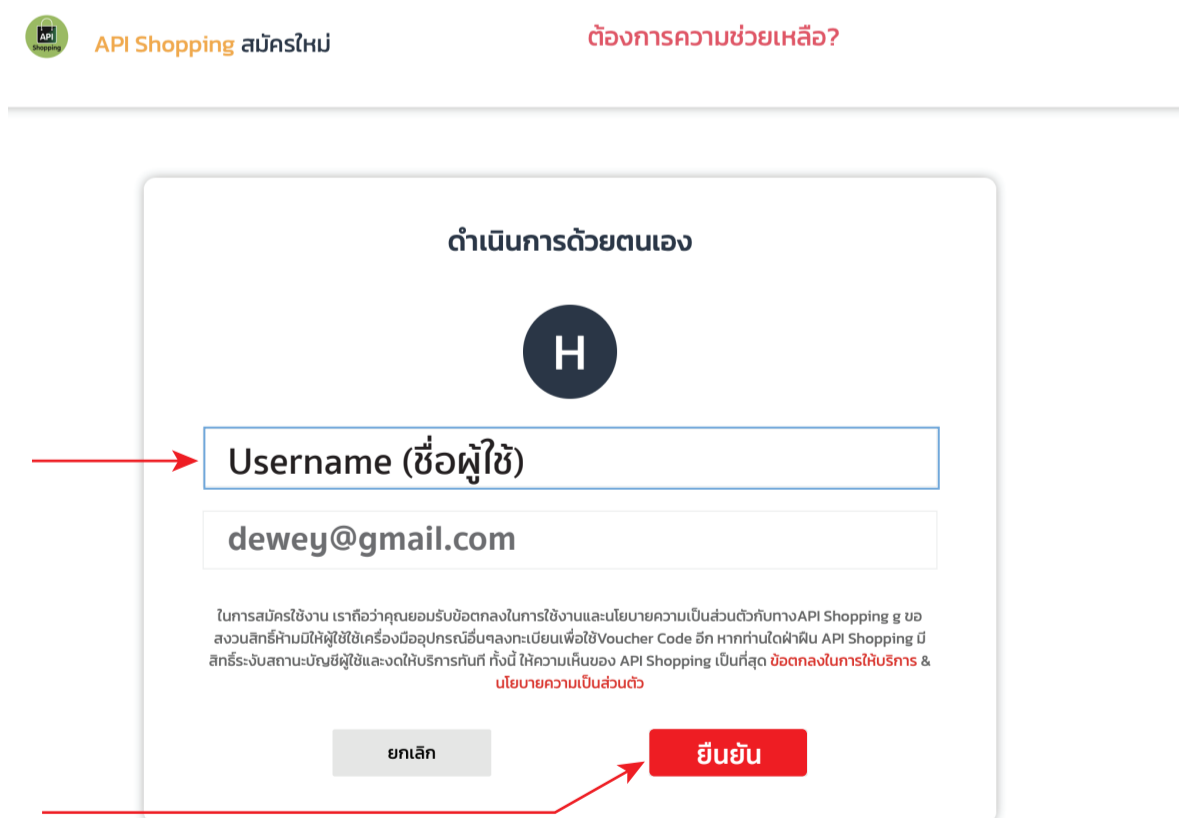 API Shopping
API Shopping สมัครใหม่
ต้องการความช่วยเหลือ?
ดำเนินการด้วยตนเอง
H
Username (ชื่อผู้ใช้)
dewey@gmail.com
ในการสมัครใช้งาน เราถือว่าคุณยอมรับข้อตกลงในการใช้งานและนโยบายความเป็นส่วนตัวกับทางAPI Shopping g ขอ
สงวนสิทธิ์ห้ามมิให้ผู้ใช้ใช้เครื่องมืออุปกรณ์อื่นๆลงทะเบียนเพื่อใช้Voucher Code อีก หากท่านใดฝ่าฝืน API Shopping มี
สิทธิ์ระงับสถานะบัญชีผู้ใช้และงดให้บริการทันที ทั้งนี้ ให้ความเห็นของ API Shopping เป็นที่สุด ข้อตกลงในการให้บริการ &
นโยบายความเป็นส่วนตัว
ยกเลิก
ยืนยัน